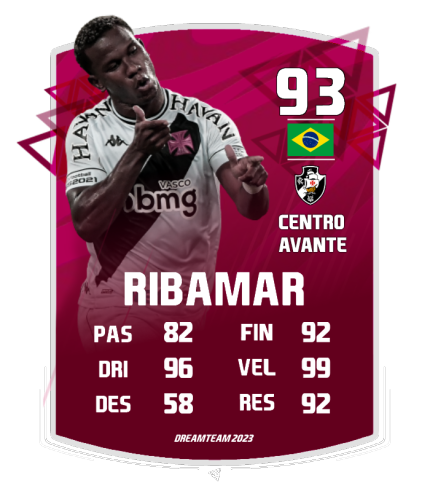 93
HAVAN
HAVAN
2021
VASCO
bmg
CENTRO
AVANTE
RIBAMAR
PAS 82 FIN 92
DRI 96 VEL 99
DES 58 RES 92
DREAMTEAM 2023